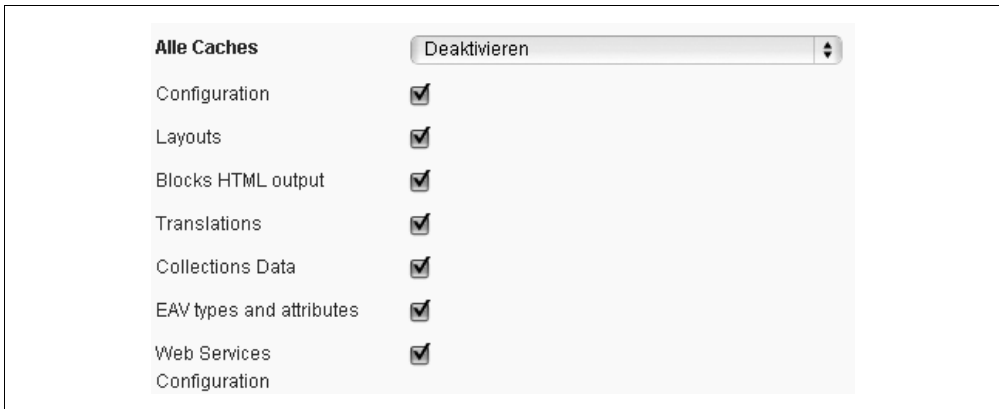 Alle Caches Deaktivieren
Configuration
Layouts
Blocks HTML output
Translations
Collections Data
EAV types and attributes
Web Services
Configuration